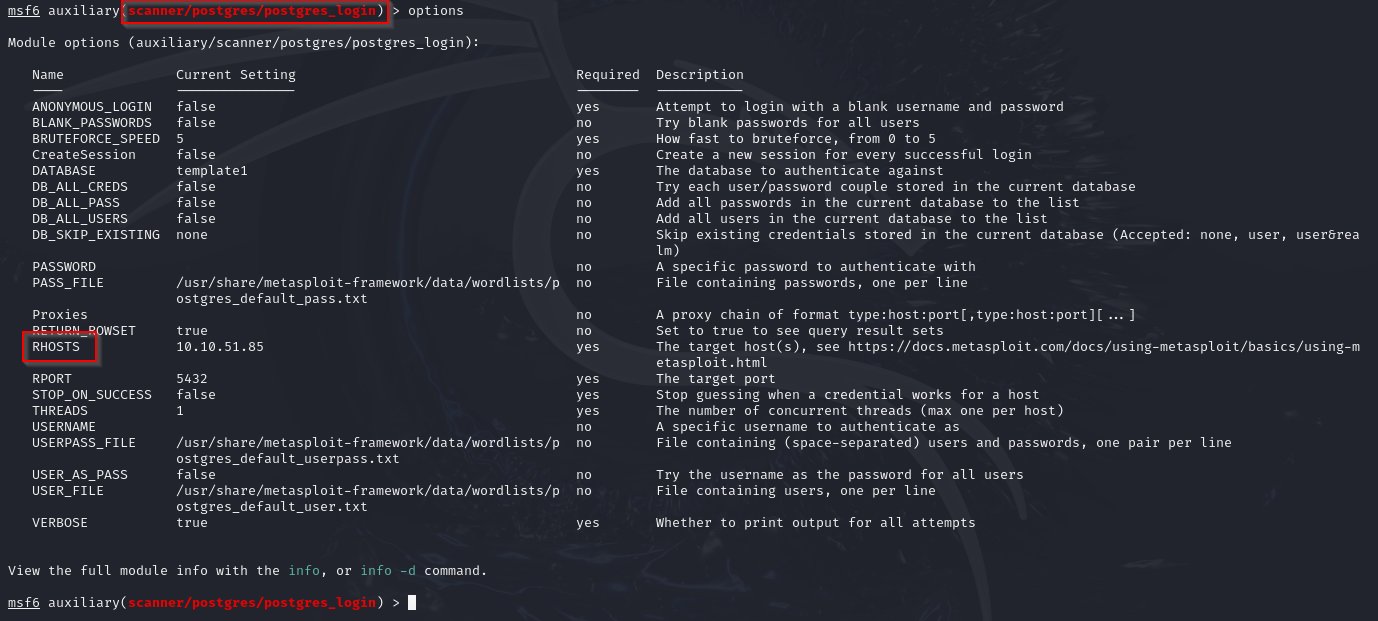 msf6 auxiliary(scanner/postgres/postgres_login) > options
Module options (auxiliary/scanner/postgres/postgres_login):
Name Current Setting Required Description
---- --------------- -------- -----------
ANONYMOUS_LOGIN false yes Attempt to login with a blank username and password
BLANK_PASSWORDS false no Try blank passwords for all users
BRUTEFORCE_SPEED 5 yes How fast to bruteforce, from 0 to 5
CreateSession false no Create a new session for every successful login
DATABASE template1 yes The database to authenticate against
DB_ALL_CREDS false no Try each user/password couple stored in the current database
DB_ALL_PASS false no Add all passwords in the current database to the list
DB_ALL_USERS false no Add all users in the current database to the list
DB_SKIP_EXISTING none no Skip existing credentials stored in the current database (Accepted: none, user, user&rea
lm)
PASSWORD no A specific password to authenticate with
PASS_FILE /usr/share/metasploit-framework/data/wordlists/p no File containing passwords, one per line
ostgres_default_pass.txt
Proxies no A proxy chain of format type:host:port[,type:host:port][...]
RETURN_ROWSET true no Set to true to see query result sets
RHOSTS 10.10.51.85 yes The target host(s), see https://docs.metasploit.com/docs/using-metasploit/basics/using-m
etasploit.html
RPORT 5432 yes The target port
STOP_ON_SUCCESS false yes Stop guessing when a credential works for a host
THREADS 1 yes The number of concurrent threads (max one per host)
USERNAME no A specific username to authenticate as
USERPASS_FILE /usr/share/metasploit-framework/data/wordlists/p no File containing (space-separated) users and passwords, one pair per line
ostgres_default_userpass.txt
USER_AS_PASS false no Try the username as the password for all users
USER_FILE /usr/share/metasploit-framework/data/wordlists/p no File containing users, one per line
ostgres_default_user.txt
VERBOSE true yes Whether to print output for all attempts
View the full module info with the info, or info -d command.
msf6 auxiliary(scanner/postgres/postgres_login) >